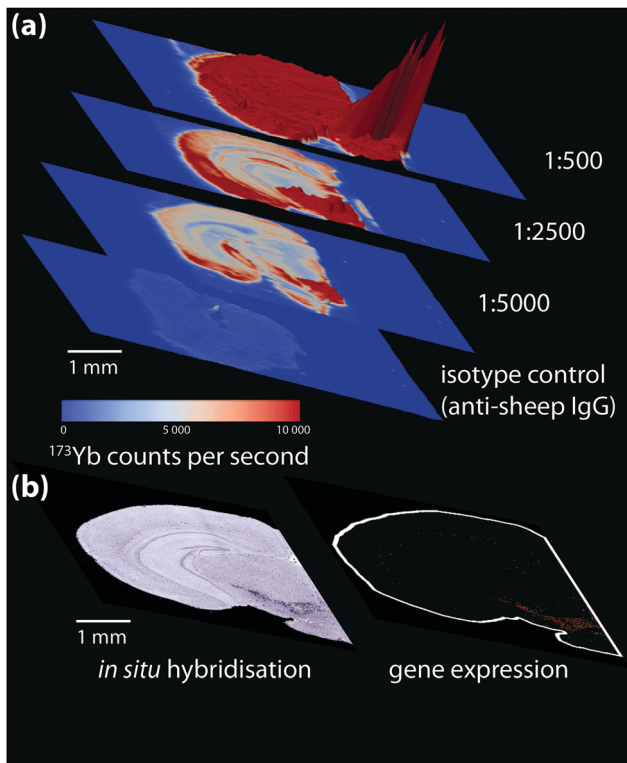 (a)
1:500
1:2500
1:5000
1 mm
isotype control
(anti-sheep IgG)
0 5 000 10 000
173Yb counts per second
(b)
1 mm
in situ hybridisation gene expression